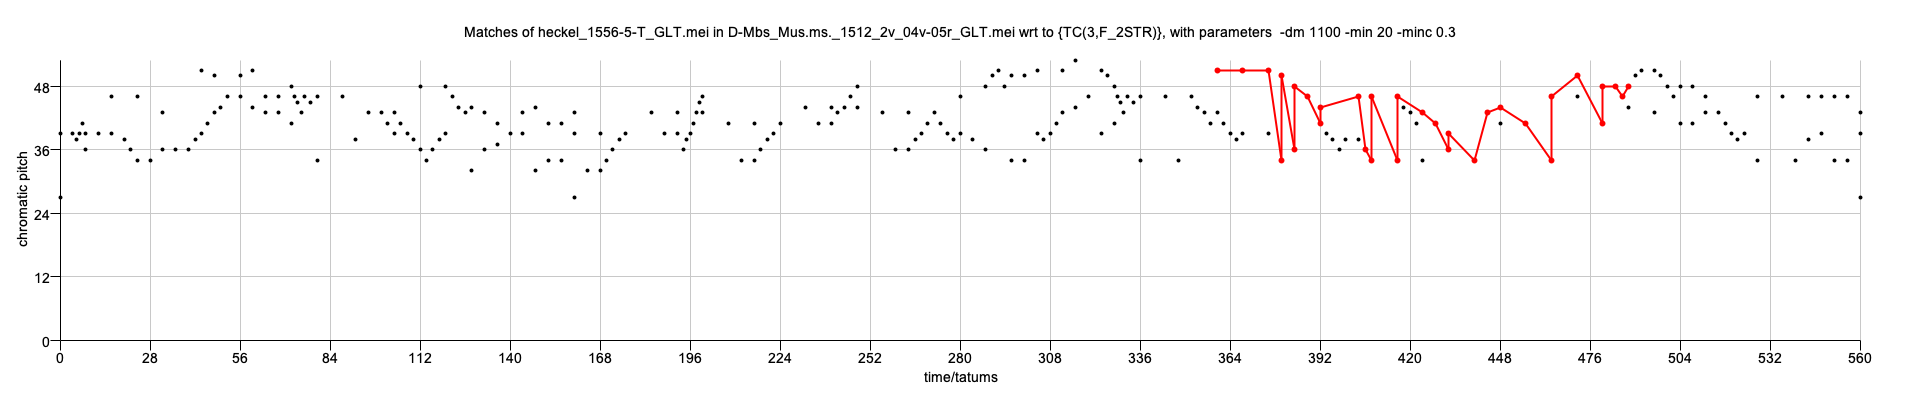 Matches of heckel_1556-5-T_GLT.mei in D-Mbs_Mus.ms._1512_2v_04v-05r_GLT.mei wrt to {TC(3,F_2STR)}, with parameters  -dm 1100 -min 20 -minc 0.3
chromatic pitch
48
36
24
12
0
0 28 56 84 112 140 168 196 224 252 280 308 336 364 392 420 448 476 504 532 560
time/tatums